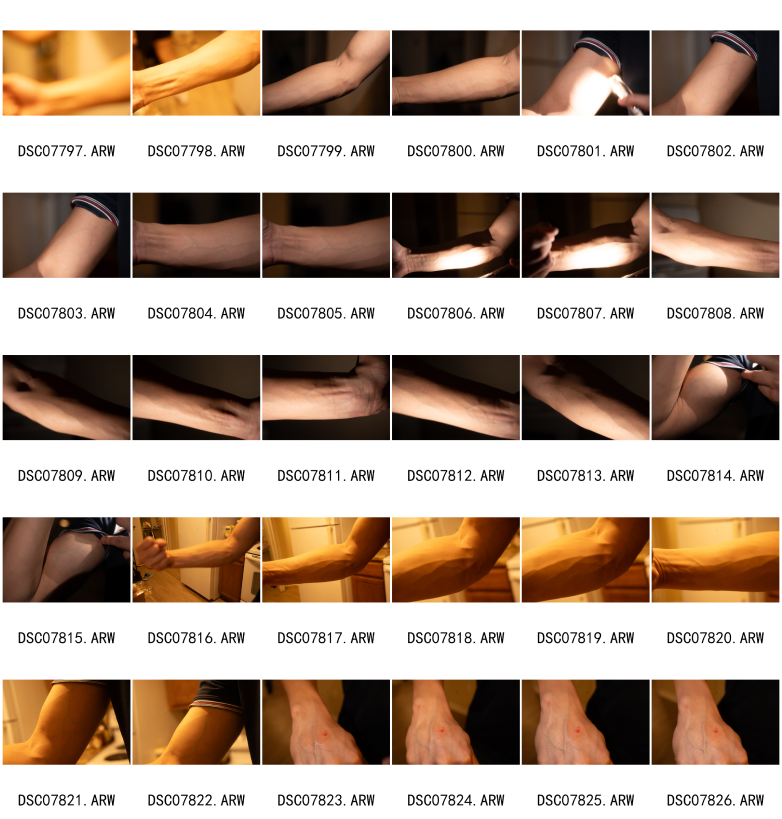 DSC07797.ARW DSC07798.ARW DSC07799.ARW DSC07800.ARW DSC07801.ARW DSC07802.ARW
DSC07803.ARW DSC07804.ARW DSC07805.ARW DSC07806.ARW DSC07807.ARW DSC07808.ARW
DSC07809.ARW DSC07810.ARW DSC07811.ARW DSC07812.ARW DSC07813.ARW DSC07814.ARW
DSC07815.ARW DSC07816.ARW DSC07817.ARW DSC07818.ARW DSC07819.ARW DSC07820.ARW
DSC07821.ARW DSC07822.ARW DSC07823.ARW DSC07824.ARW DSC07825.ARW DSC07826.ARW